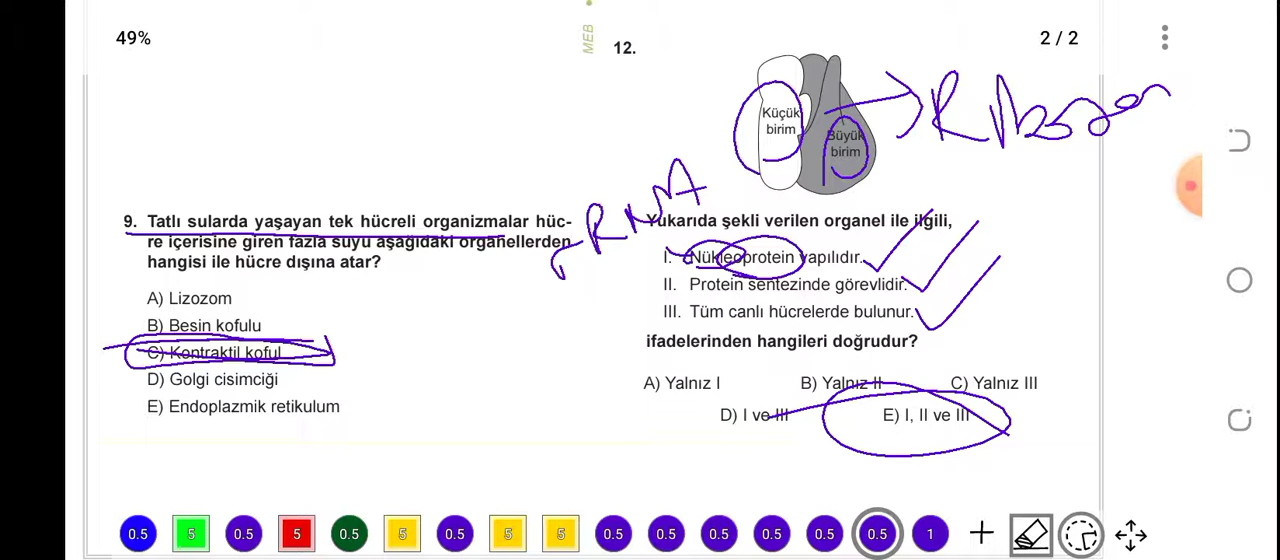 49%
MEB
12.
2 / 2
Küçük
birim
Büyük
birim
Ribozom
rRNA
9. Tatlı sularda yaşayan tek hücreli organizmalar hüc-
re içerisine giren fazla suyu aşağıdaki organellerden
hangisi ile hücre dışına atar?
A) Lizozom
B) Besin kofulu
C) Kontraktil koful
D) Golgi cisimciği
E) Endoplazmik retikulum
Yukarıda şekli verilen organel ile ilgili,
I. Nükleoprotein yapılıdır.
II. Protein sentezinde görevlidir.
III. Tüm canlı hücrelerde bulunur.
ifadelerinden hangileri doğrudur?
A) Yalnız I B) Yalnız II C) Yalnız III
D) I ve III E) I, II ve III
0.5 5 0.5 5 0.5 5 0.5 5 5 0.5 0.5 0.5 0.5 0.5 0.5 1